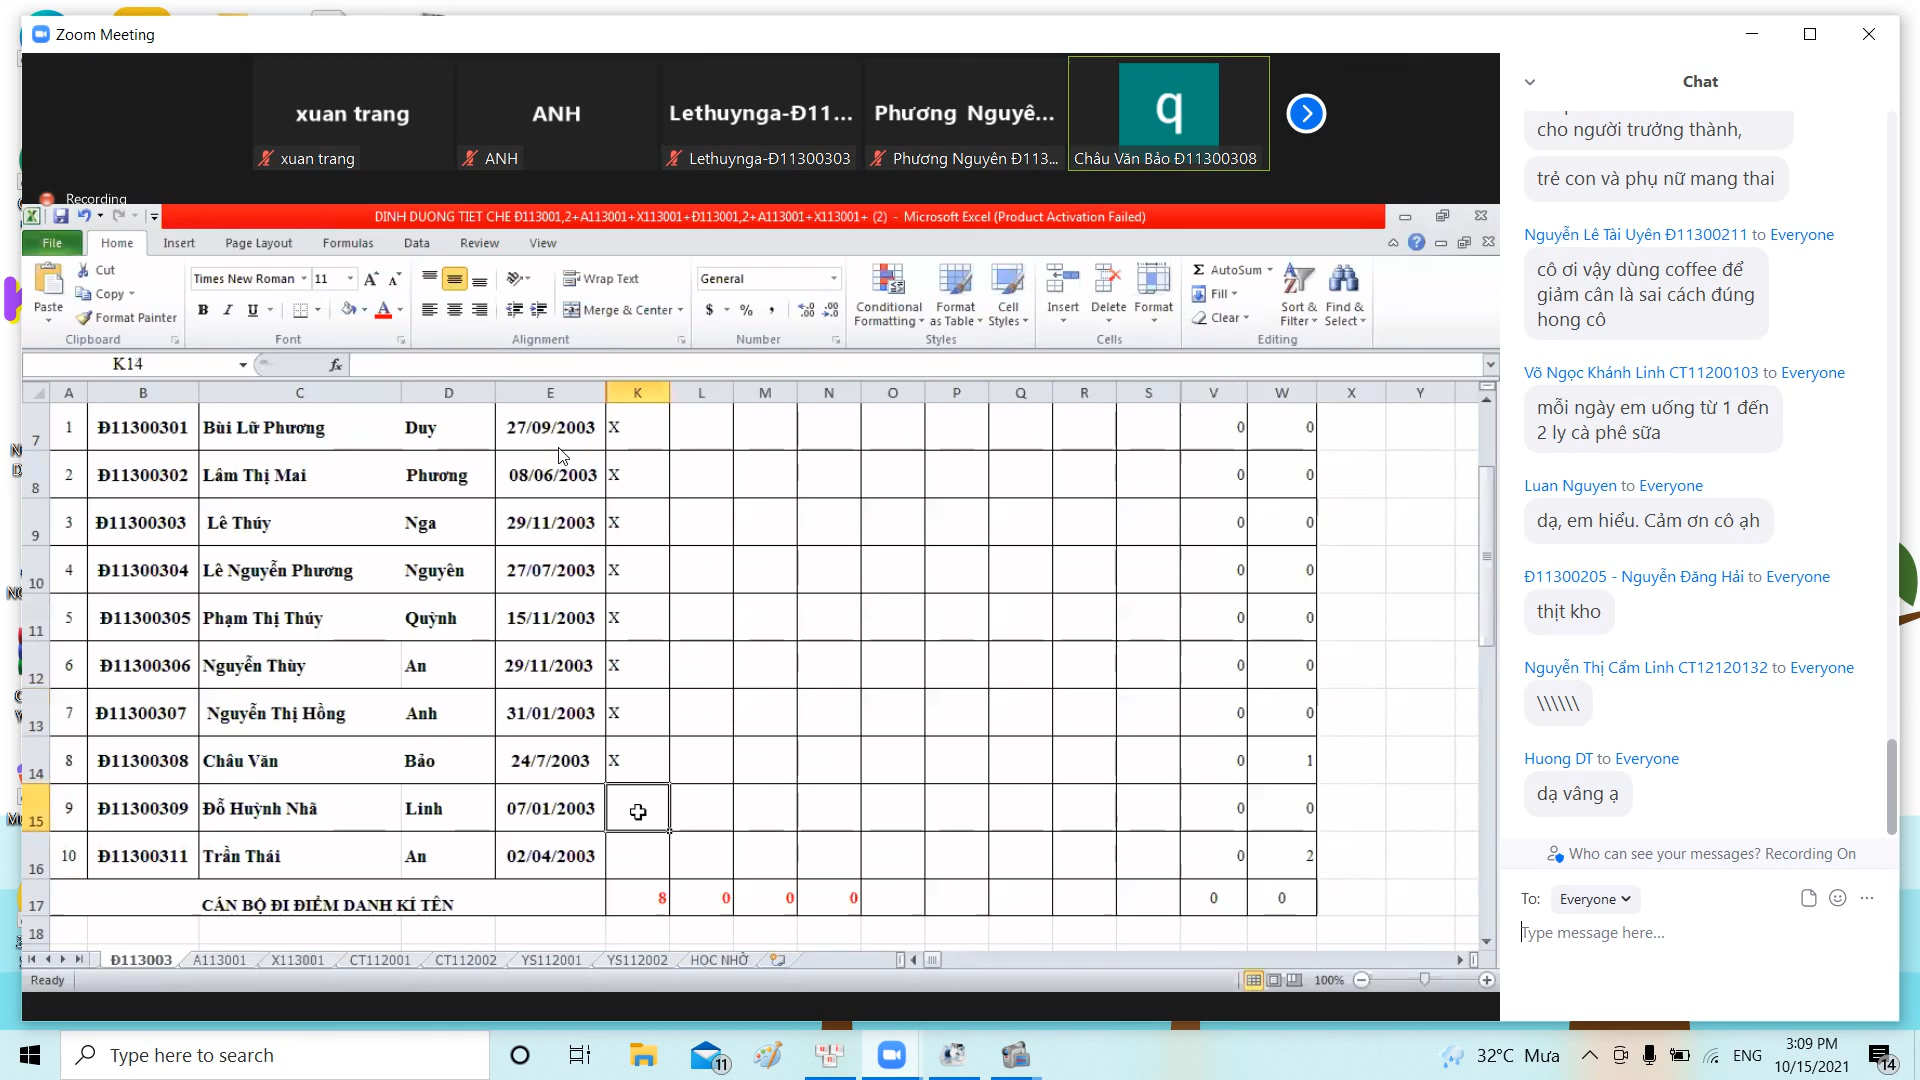 Zoom Meeting
xuan trang
ANH
Lethuynga-Đ11...
Phương Nguyê...
q
xuan trang
ANH
Lethuynga-Đ11300303
Phương Nguyên Đ113...
Châu Văn Bảo Đ11300308
Recording
DINH DUONG TIET CHE Đ113001,2+A113001+X113001+Đ113001,2+A113001+X113001+ (2) - Microsoft Excel (Product Activation Failed)
File Home Insert Page Layout Formulas Data Review View
Paste
Cut
Copy
Format Painter
Clipboard
Times New Roman 11
B I U
Font
Wrap Text
Merge & Center
Alignment
General
$ % ,
Number
Conditional Formatting
Format as Table
Cell Styles
Styles
Insert Delete Format
Cells
Σ AutoSum
Fill
Clear
Sort & Filter
Find & Select
Editing
K14 fx
A B C D E K L M N O P Q R S V W X Y
7 1 Đ11300301 Bùi Lữ Phương Duy 27/09/2003 X 0 0
8 2 Đ11300302 Lâm Thị Mai Phương 08/06/2003 X 0 0
9 3 Đ11300303 Lê Thúy Nga 29/11/2003 X 0 0
10 4 Đ11300304 Lê Nguyễn Phương Nguyên 27/07/2003 X 0 0
11 5 Đ11300305 Phạm Thị Thúy Quỳnh 15/11/2003 X 0 0
12 6 Đ11300306 Nguyễn Thùy An 29/11/2003 X 0 0
13 7 Đ11300307 Nguyễn Thị Hồng Anh 31/01/2003 X 0 0
14 8 Đ11300308 Châu Văn Bảo 24/7/2003 X 0 1
15 9 Đ11300309 Đỗ Huỳnh Nhã Linh 07/01/2003 0 0
16 10 Đ11300311 Trần Thái An 02/04/2003 0 2
17 CÁN BỘ ĐI ĐIỂM DANH KÍ TÊN 8 0 0 0 0 0
18
Đ113003 A113001 X113001 CT112001 CT112002 YS112001 YS112002 HỌC NHỜ
Ready
100%
Chat
cho người trưởng thành,
trẻ con và phụ nữ mang thai
Nguyễn Lê Tài Uyên Đ11300211 to Everyone
cô ơi vậy dùng coffee để
giảm cân là sai cách đúng
hong cô
Võ Ngọc Khánh Linh CT11200103 to Everyone
mỗi ngày em uống từ 1 đến
2 ly cà phê sữa
Luan Nguyen to Everyone
dạ, em hiểu. Cảm ơn cô ạh
Đ11300205 - Nguyễn Đăng Hải to Everyone
thịt kho
Nguyễn Thị Cẩm Linh CT12120132 to Everyone
\\\\\\
Huong DT to Everyone
dạ vâng ạ
Who can see your messages? Recording On
To: Everyone
Type message here...
Type here to search
11
32°C Mưa
ENG
3:09 PM
10/15/2021
14